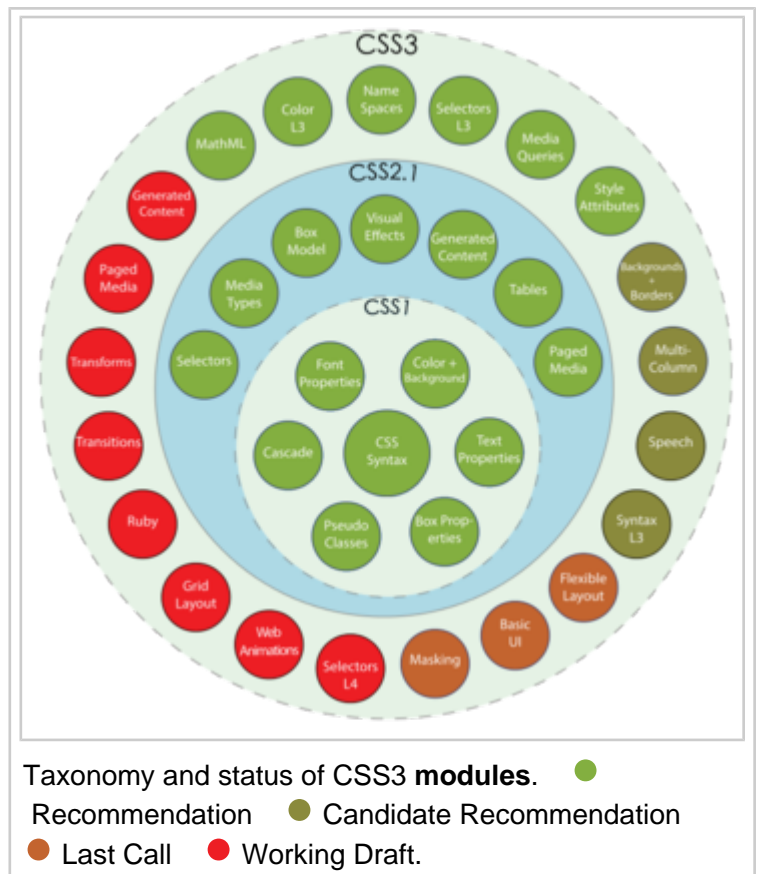 CSS3
Name
Spaces
Color
L3
Selectors
L3
MathML
Media
Queries
Generated
Content
Style
Attributes
Paged
Media
Backgrounds
+
Borders
Transforms
Multi-
Column
Transitions
Speech
Ruby
Syntax
L3
Grid
Layout
Flexible
Layout
Web
Animations
Basic
UI
Selectors
L4
Masking
CSS2.1
Visual
Effects
Box
Model
Generated
Content
Media
Types
Tables
Selectors
Paged
Media
CSS1
Font
Properties
Color +
Background
Cascade
CSS
Syntax
Text
Properties
Pseudo
Classes
Box Prop-
erties
Taxonomy and status of CSS3 modules.
Recommendation Candidate Recommendation
Last Call Working Draft.